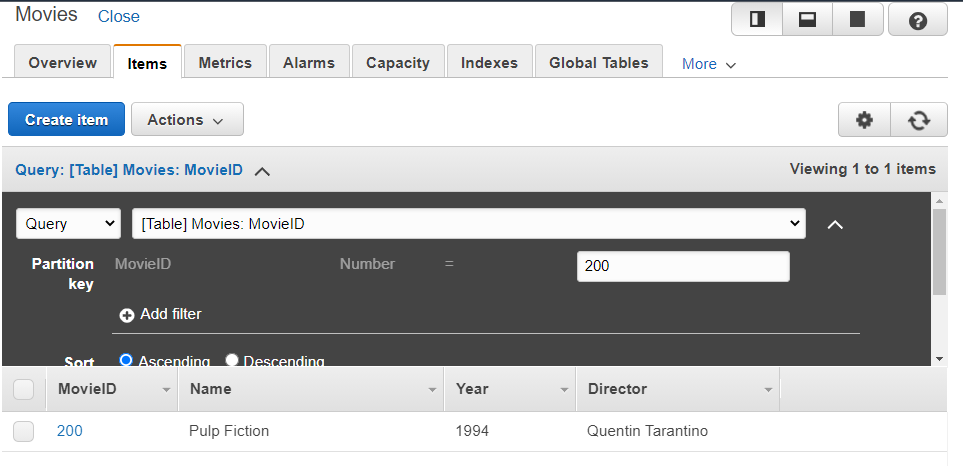 Movies Close
Overview Items Metrics Alarms Capacity Indexes Global Tables More
Create item Actions
Query: [Table] Movies: MovieID Viewing 1 to 1 items
Query [Table] Movies: MovieID
Partition key MovieID Number = 200
Add filter
Sort Ascending Descending
MovieID Name Year Director
200 Pulp Fiction 1994 Quentin Tarantino